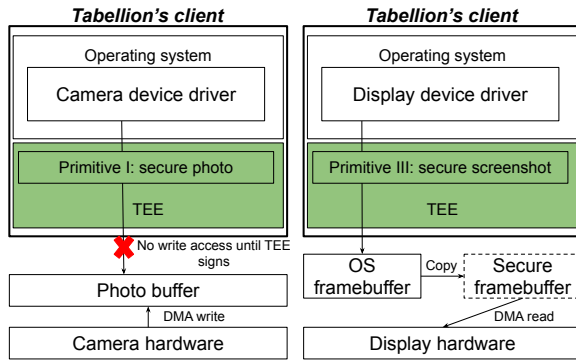 Tabellion's client
Operating system
Camera device driver
Primitive I: secure photo
TEE
No write access until TEE
signs
Photo buffer
DMA write
Camera hardware
Tabellion's client
Operating system
Display device driver
Primitive III: secure screenshot
TEE
OS
framebuffer
Copy
Secure
framebuffer
DMA read
Display hardware